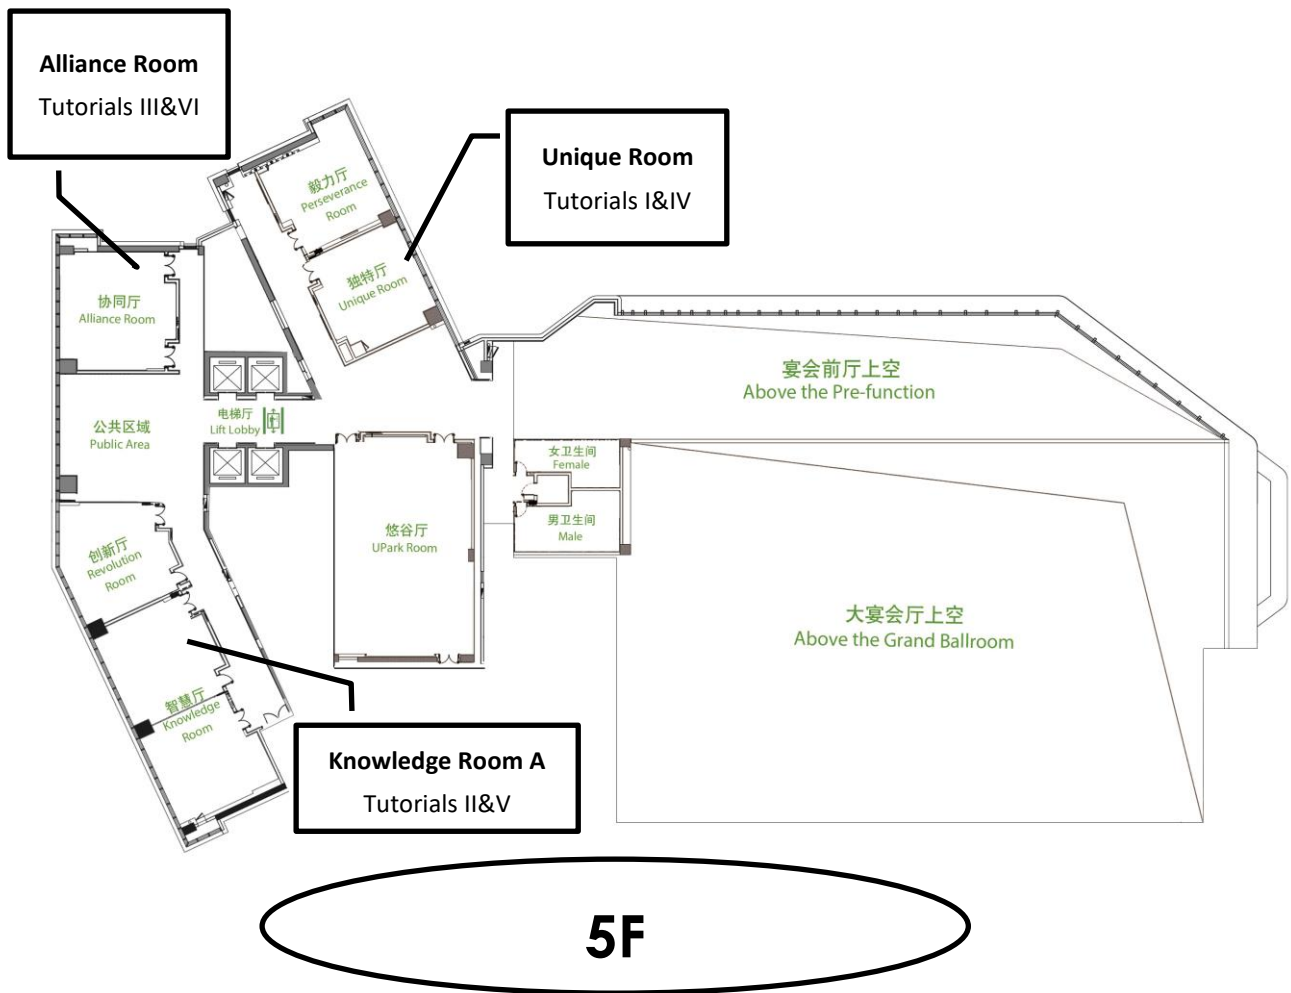 Alliance Room
Tutorials III&VI
Unique Room
Tutorials I&IV
毅力厅
Perseverance
Room
独特厅
Unique Room
协同厅
Alliance Room
宴会前厅上空
Above the Pre-function
公共区域
Public Area
电梯厅
Lift Lobby
女卫生间
Female
男卫生间
Male
悠谷厅
UPark Room
创新厅
Revolution
Room
大宴会厅上空
Above the Grand Ballroom
智慧厅
Knowledge
Room
Knowledge Room A
Tutorials II&V
5F